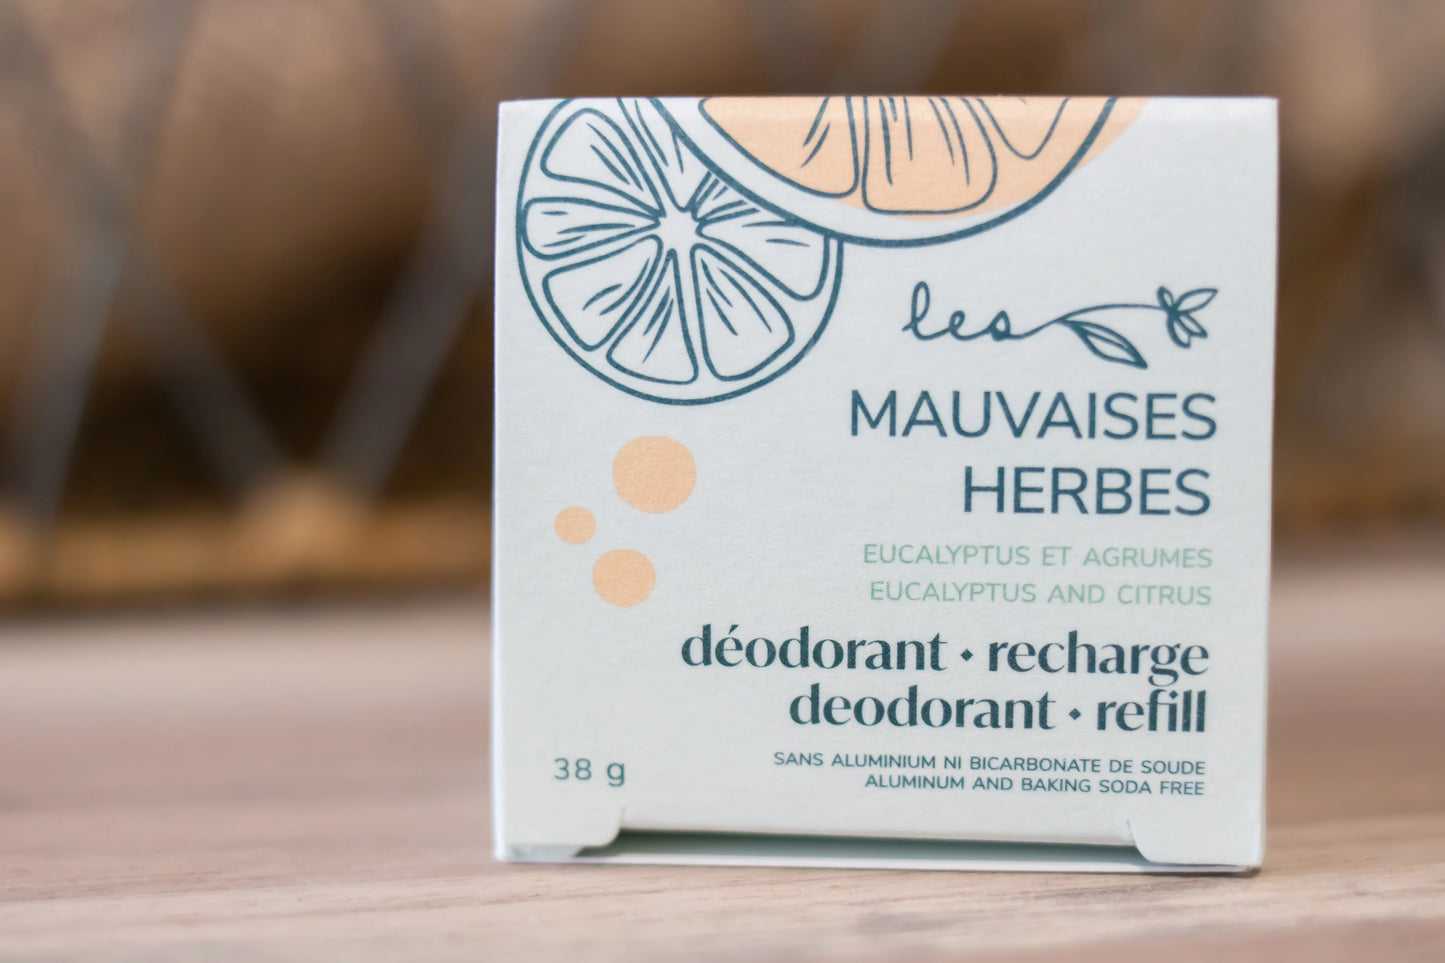 les
MAUVAISES
HERBES
EUCALYPTUS ET AGRUMES
EUCALYPTUS AND CITRUS
déodorant • recharge
deodorant • refill
SANS ALUMINIUM NI BICARBONATE DE SOUDE
ALUMINUM AND BAKING SODA FREE
38 g